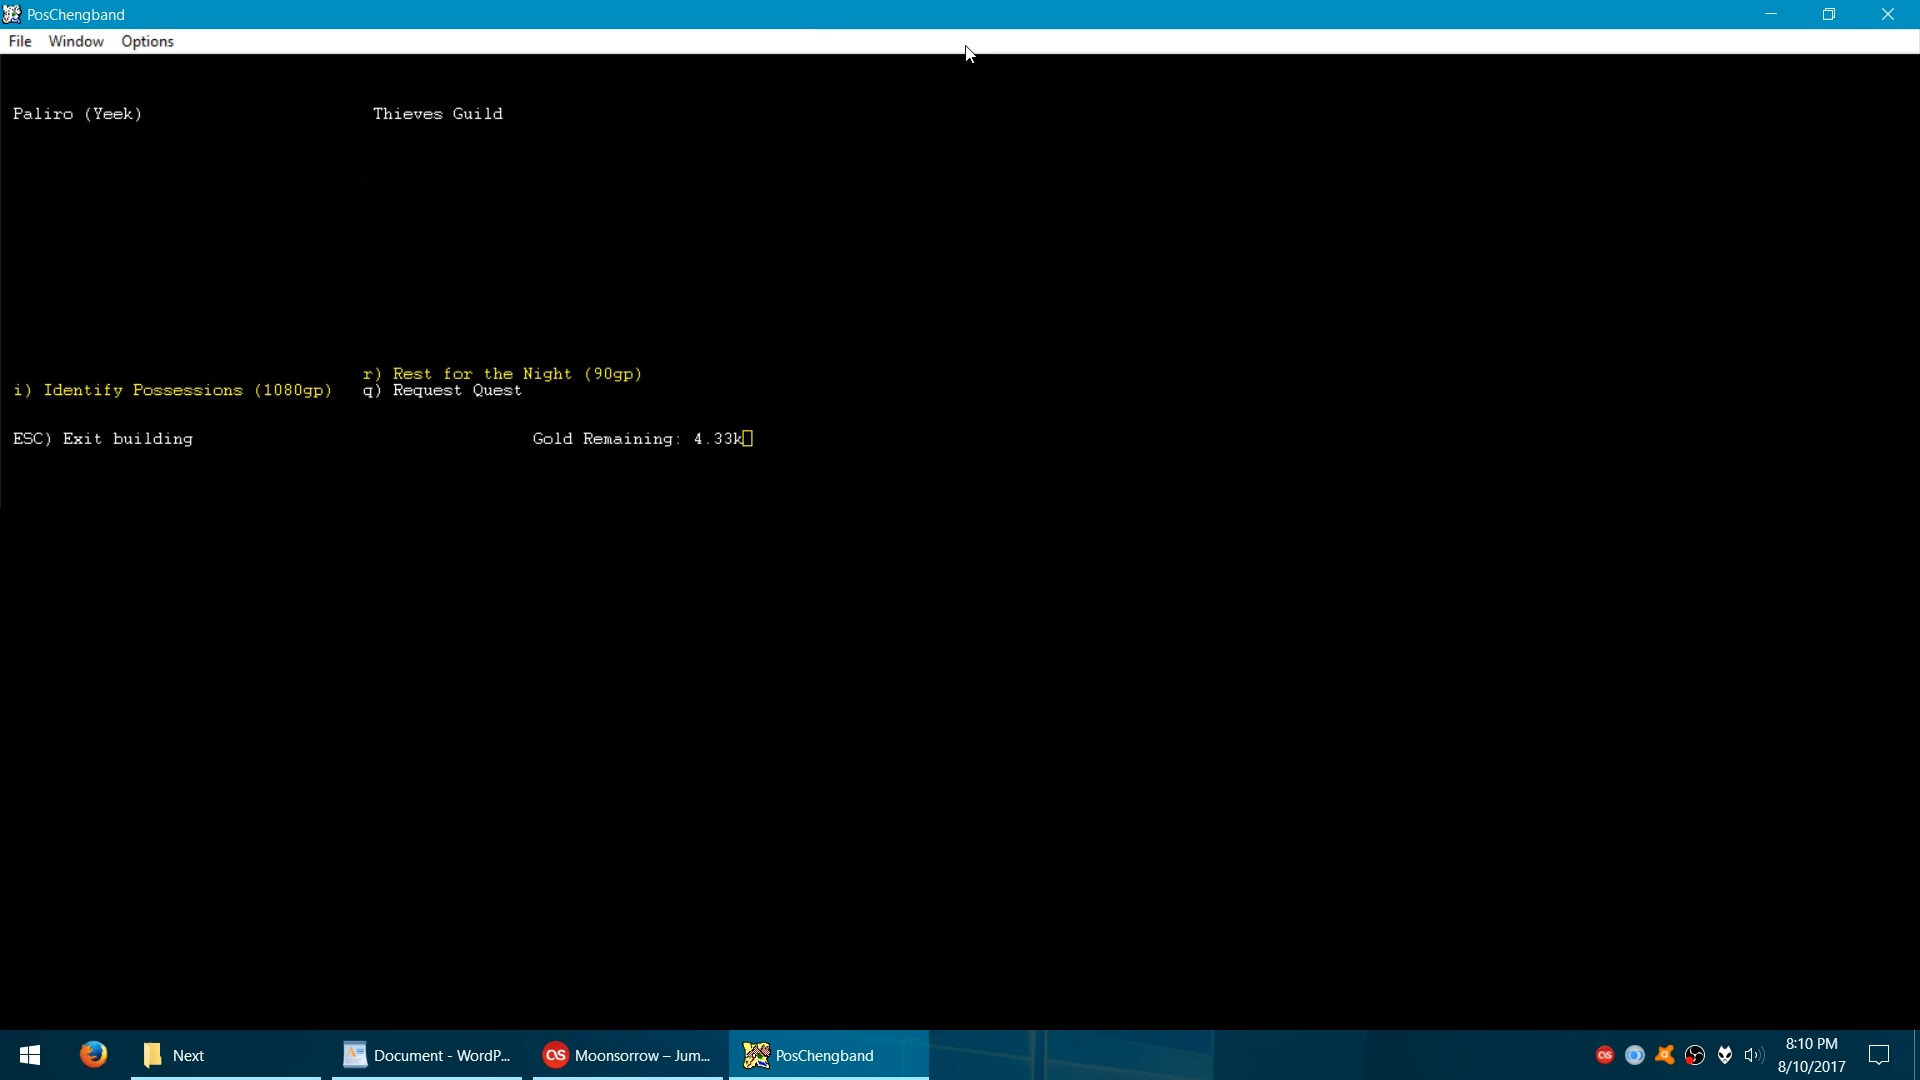 PosChengband
File Window Options
Paliro (Yeek) Thieves Guild
r) Rest for the Night (90gp)
i) Identify Possessions (1080gp) q) Request Quest
ESC) Exit building Gold Remaining: 4.33k
Next Document - WordP... Moonsorrow – Jum... PosChengband
8:10 PM
8/10/2017